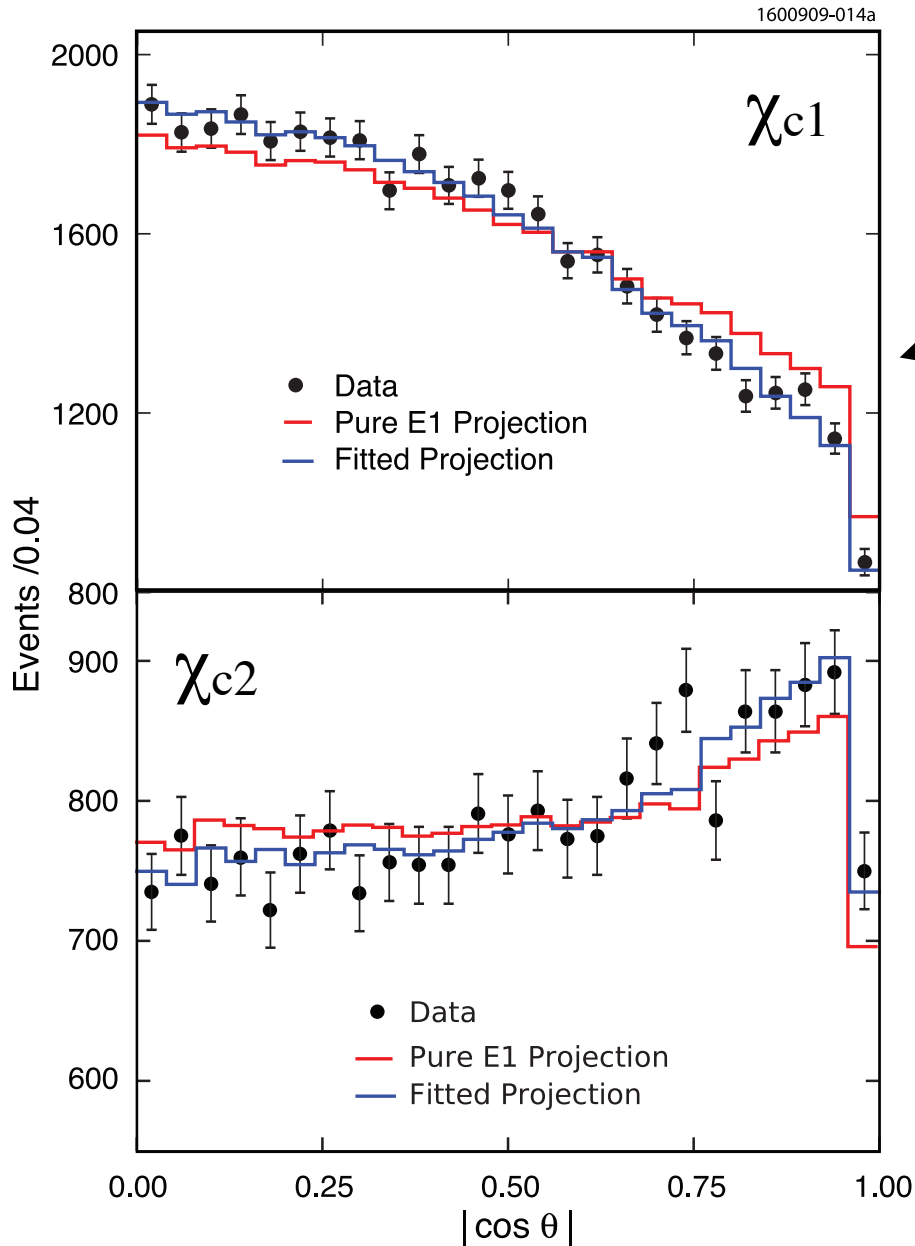 1600909-014a
2000
χc1
1600
Data
Pure E1 Projection
Fitted Projection
1200
Events /0.04
800
900
χc2
800
700
Data
Pure E1 Projection
Fitted Projection
600
0.00 0.25 0.50 0.75 1.00
| cos θ |